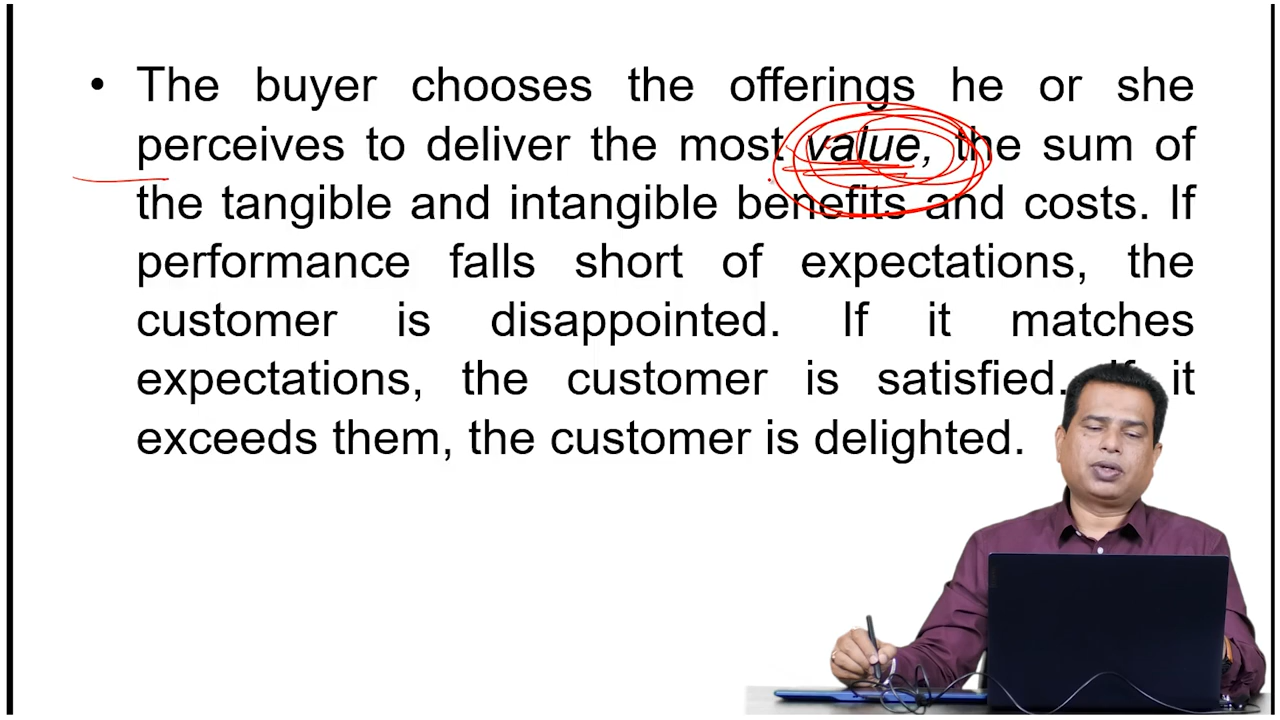 • The buyer chooses the offerings he or she
perceives to deliver the most value, the sum of
the tangible and intangible benefits and costs. If
performance falls short of expectations, the
customer is disappointed. If it matches
expectations, the customer is satisfied. If it
exceeds them, the customer is delighted.